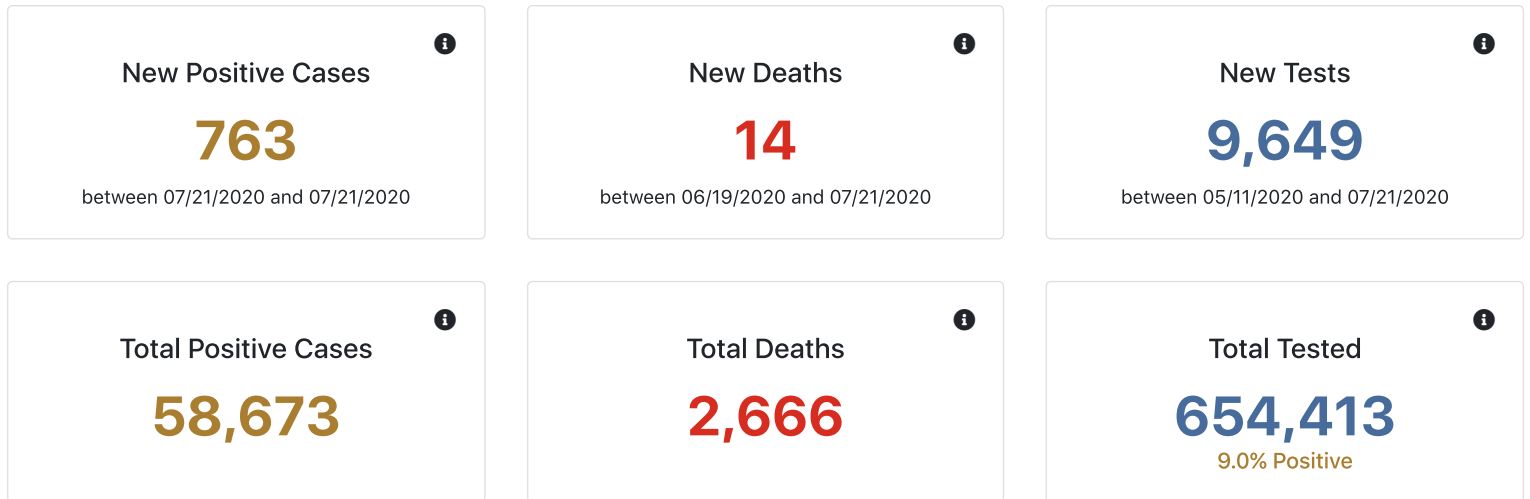 New Positive Cases
763
between 07/21/2020 and 07/21/2020
New Deaths
14
between 06/19/2020 and 07/21/2020
New Tests
9,649
between 05/11/2020 and 07/21/2020
Total Positive Cases
58,673
Total Deaths
2,666
Total Tested
654,413
9.0% Positive